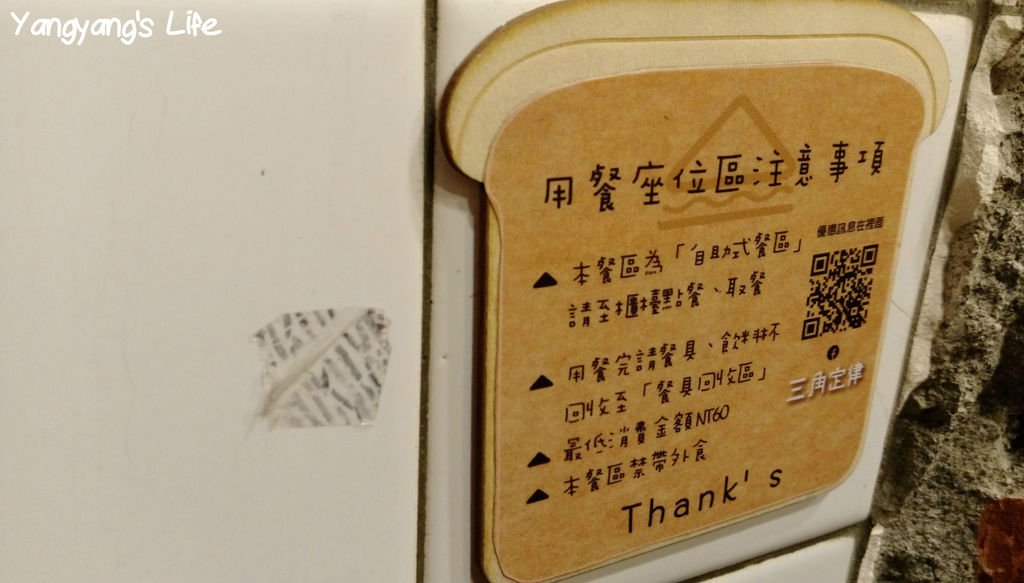 Yangyang's Life
用餐座位區注意事項
優惠訊息在裡面
▲ 本餐區為「自助式餐區」
請至櫃檯點餐、取餐
▲ 用餐完請餐具、飲料杯不
回收至「餐具回收區」
▲ 最低消費金額NT60
▲ 本餐區禁帶外食
三角定律
Thank's